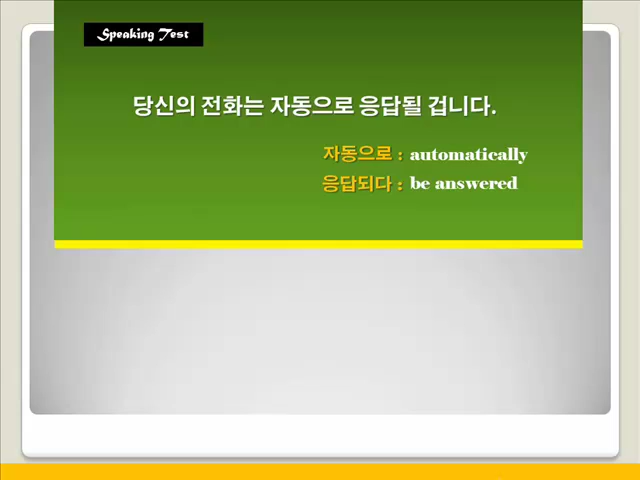 Speaking Test
당신의 전화는 자동으로 응답될 겁니다.
자동으로 : automatically
응답되다 : be answered